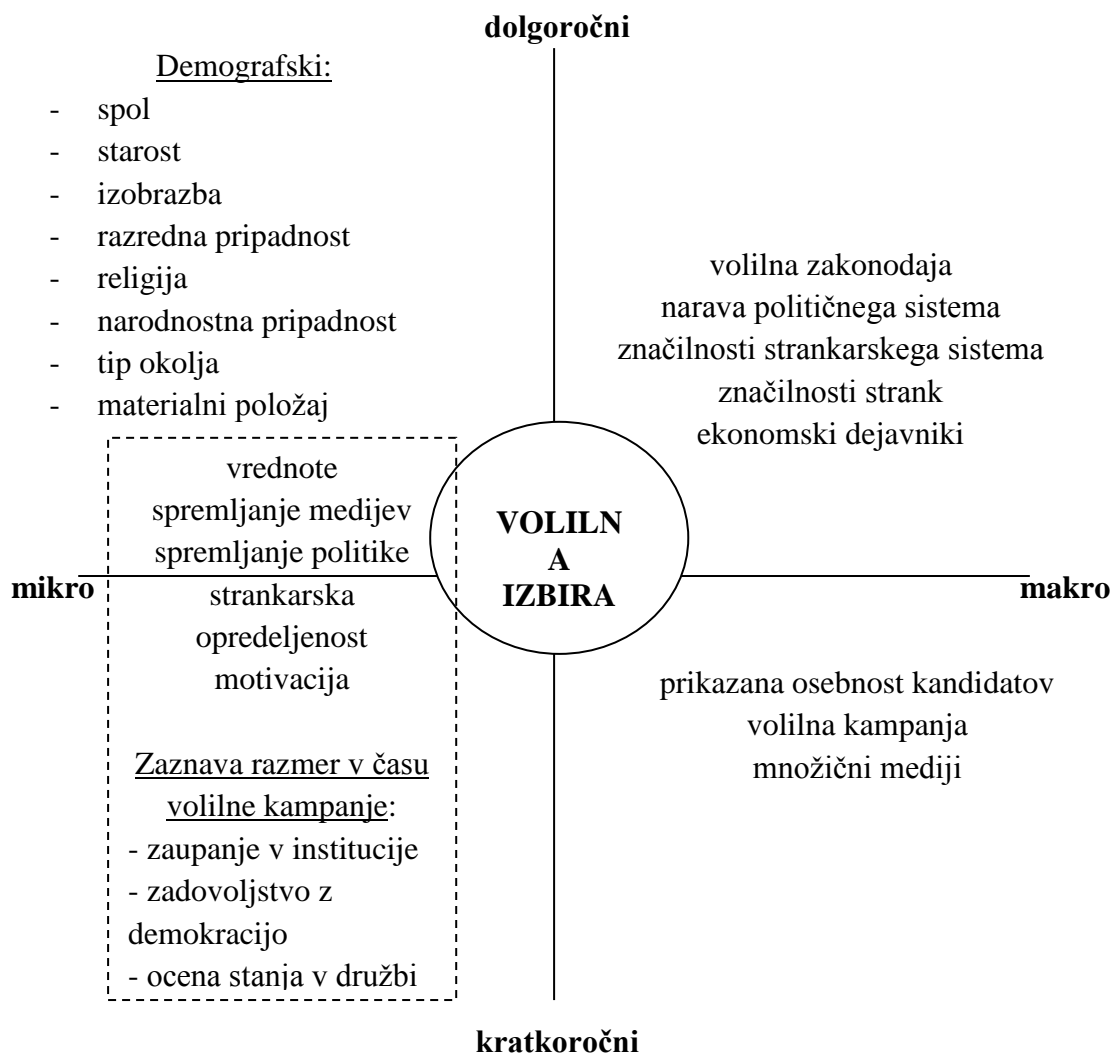 dolgoročni
Demografski:
- spol
- starost
- izobrazba
- razredna pripadnost
- religija
- narodnostna pripadnost
- tip okolja
- materialni položaj
volilna zakonodaja
narava političnega sistema
značilnosti strankarskega sistema
značilnosti strank
ekonomski dejavniki
vrednote
spremljanje medijev
spremljanje politike
mikro
strankarska
opredeljenost
motivacija
VOLILN
A
IZBIRA
makro
prikazana osebnost kandidatov
volilna kampanja
množični mediji
Zaznava razmer v času
volilne kampanje:
- zaupanje v institucije
- zadovoljstvo z
demokracijo
- ocena stanja v družbi
kratkoročni